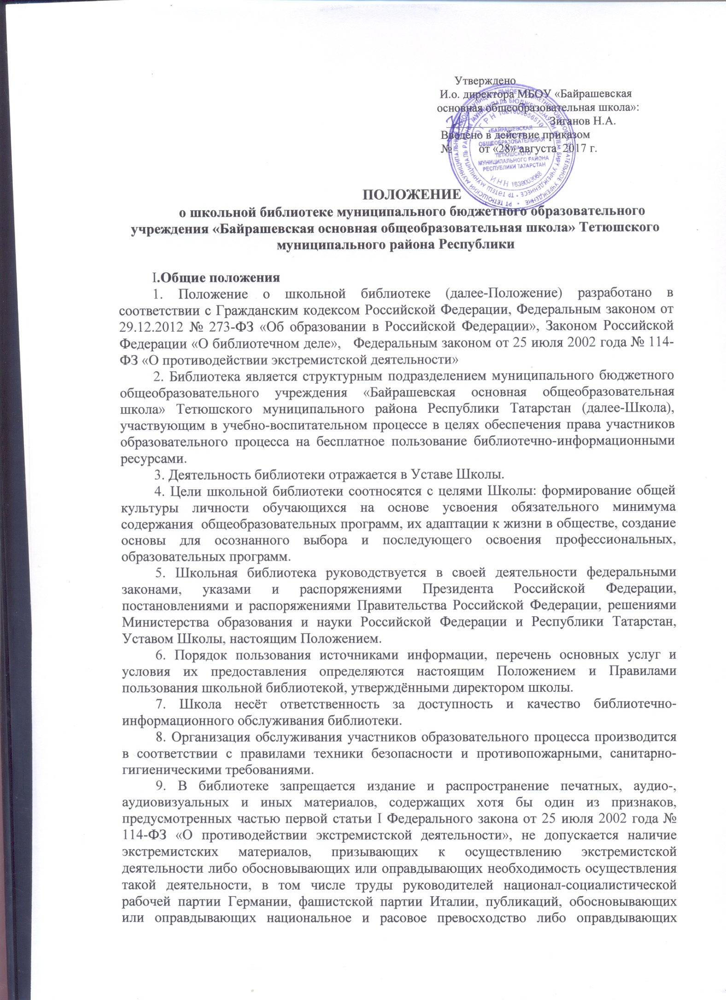 Утверждено
И.о. директора МБОУ «Байрашевская
основная общеобразовательная школа»:
Зиганов Н.А.
Введено в действие приказом
№ от «28» августа 2017 г.
«БАЙРАШЕВСКАЯ
ОБЩЕОБРАЗОВАТЕЛЬНАЯ
ТЕТЮШСКОГО
МУНИЦИПАЛЬНОГО РАЙОНА
РЕСПУБЛИКИ ТАТАРСТАН
ИНН 1638003068
ПОЛОЖЕНИЕ
о школьной библиотеке муниципального бюджетного образовательного
учреждения «Байрашевская основная общеобразовательная школа» Тетюшского
муниципального района Республики
I.Общие положения
1. Положение о школьной библиотеке (далее-Положение) разработано в
соответствии с Гражданским кодексом Российской Федерации, Федеральным законом от
29.12.2012 № 273-ФЗ «Об образовании в Российской Федерации», Законом Российской
Федерации «О библиотечном деле», Федеральным законом от 25 июля 2002 года № 114-
ФЗ «О противодействии экстремистской деятельности»
2. Библиотека является структурным подразделением муниципального бюджетного
общеобразовательного учреждения «Байрашевская основная общеобразовательная
школа» Тетюшского муниципального района Республики Татарстан (далее-Школа),
участвующим в учебно-воспитательном процессе в целях обеспечения права участников
образовательного процесса на бесплатное пользование библиотечно-информационными
ресурсами.
3. Деятельность библиотеки отражается в Уставе Школы.
4. Цели школьной библиотеки соотносятся с целями Школы: формирование общей
культуры личности обучающихся на основе усвоения обязательного минимума
содержания общеобразовательных программ, их адаптации к жизни в обществе, создание
основы для осознанного выбора и последующего освоения профессиональных,
образовательных программ.
5. Школьная библиотека руководствуется в своей деятельности федеральными
законами, указами и распоряжениями Президента Российской Федерации,
постановлениями и распоряжениями Правительства Российской Федерации, решениями
Министерства образования и науки Российской Федерации и Республики Татарстан,
Уставом Школы, настоящим Положением.
6. Порядок пользования источниками информации, перечень основных услуг и
условия их предоставления определяются настоящим Положением и Правилами
пользования школьной библиотекой, утверждёнными директором школы.
7. Школа несёт ответственность за доступность и качество библиотечно-
информационного обслуживания библиотеки.
8. Организация обслуживания участников образовательного процесса производится
в соответствии с правилами техники безопасности и противопожарными, санитарно-
гигиеническими требованиями.
9. В библиотеке запрещается издание и распространение печатных, аудио-,
аудиовизуальных и иных материалов, содержащих хотя бы один из признаков,
предусмотренных частью первой статьи I Федерального закона от 25 июля 2002 года №
114-ФЗ «О противодействии экстремистской деятельности», не допускается наличие
экстремистских материалов, призывающих к осуществлению экстремистской
деятельности либо обосновывающих или оправдывающих необходимость осуществления
такой деятельности, в том числе труды руководителей национал-социалистической
рабочей партии Германии, фашистской партии Италии, публикаций, обосновывающих
или оправдывающих национальное и расовое превосходство либо оправдывающих